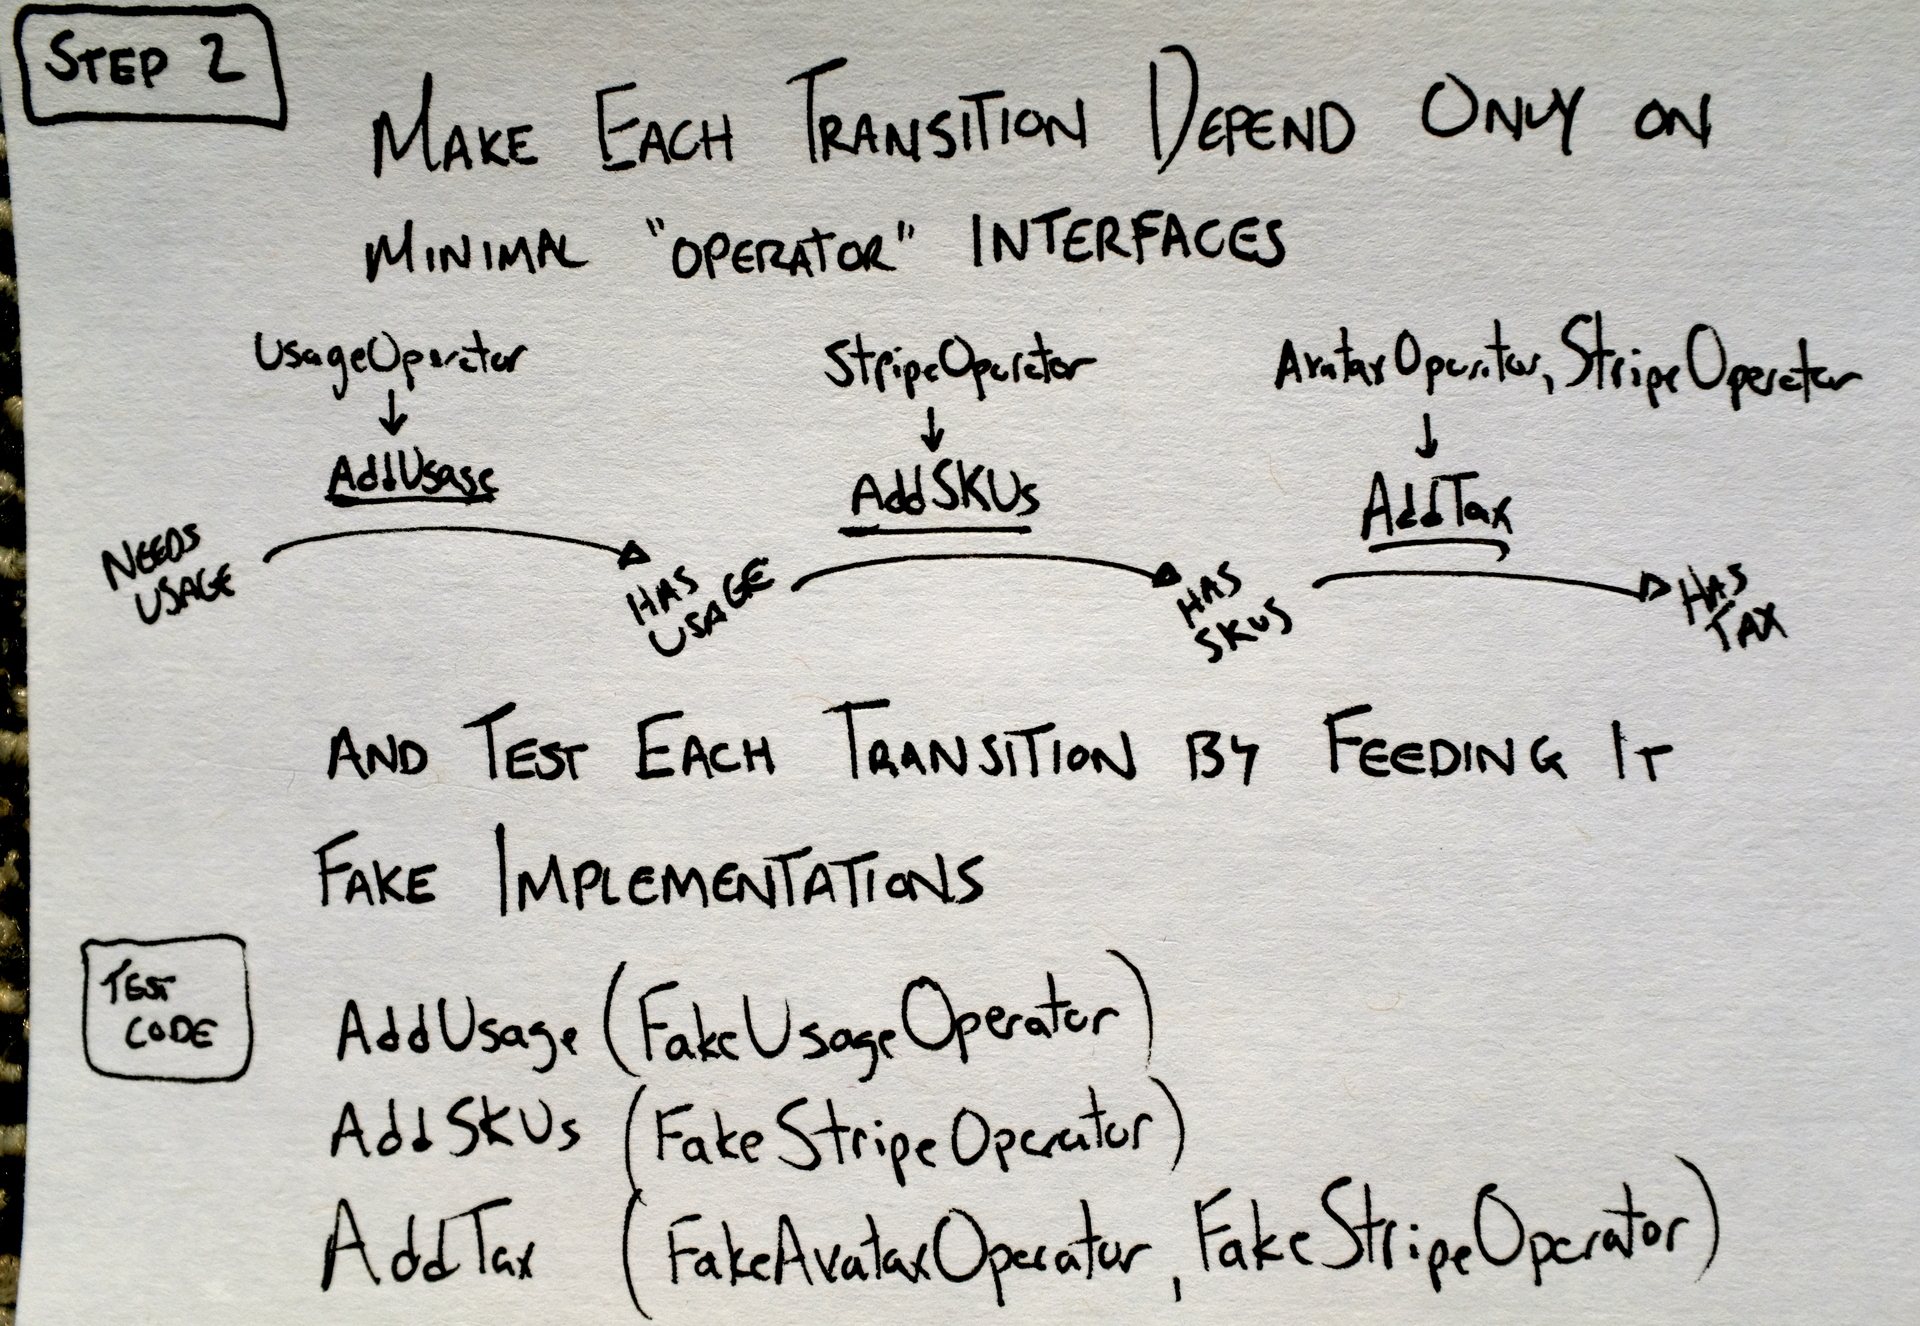 STEP 2
MAKE EACH TRANSITION DEPEND ONLY ON
MINIMAL "OPERATOR" INTERFACES
UsageOperator StripeOperator AvataxOperator, StripeOperator
AddUsage AddSKUs AddTax
NEEDS
USAGE
HAS
USAGE
HAS
SKUS
HAS
TAX
AND TEST EACH TRANSITION BY FEEDING IT
FAKE IMPLEMENTATIONS
TEST
CODE
AddUsage (FakeUsageOperator)
AddSKUs (FakeStripeOperator)
AddTax (FakeAvataxOperator, FakeStripeOperator)